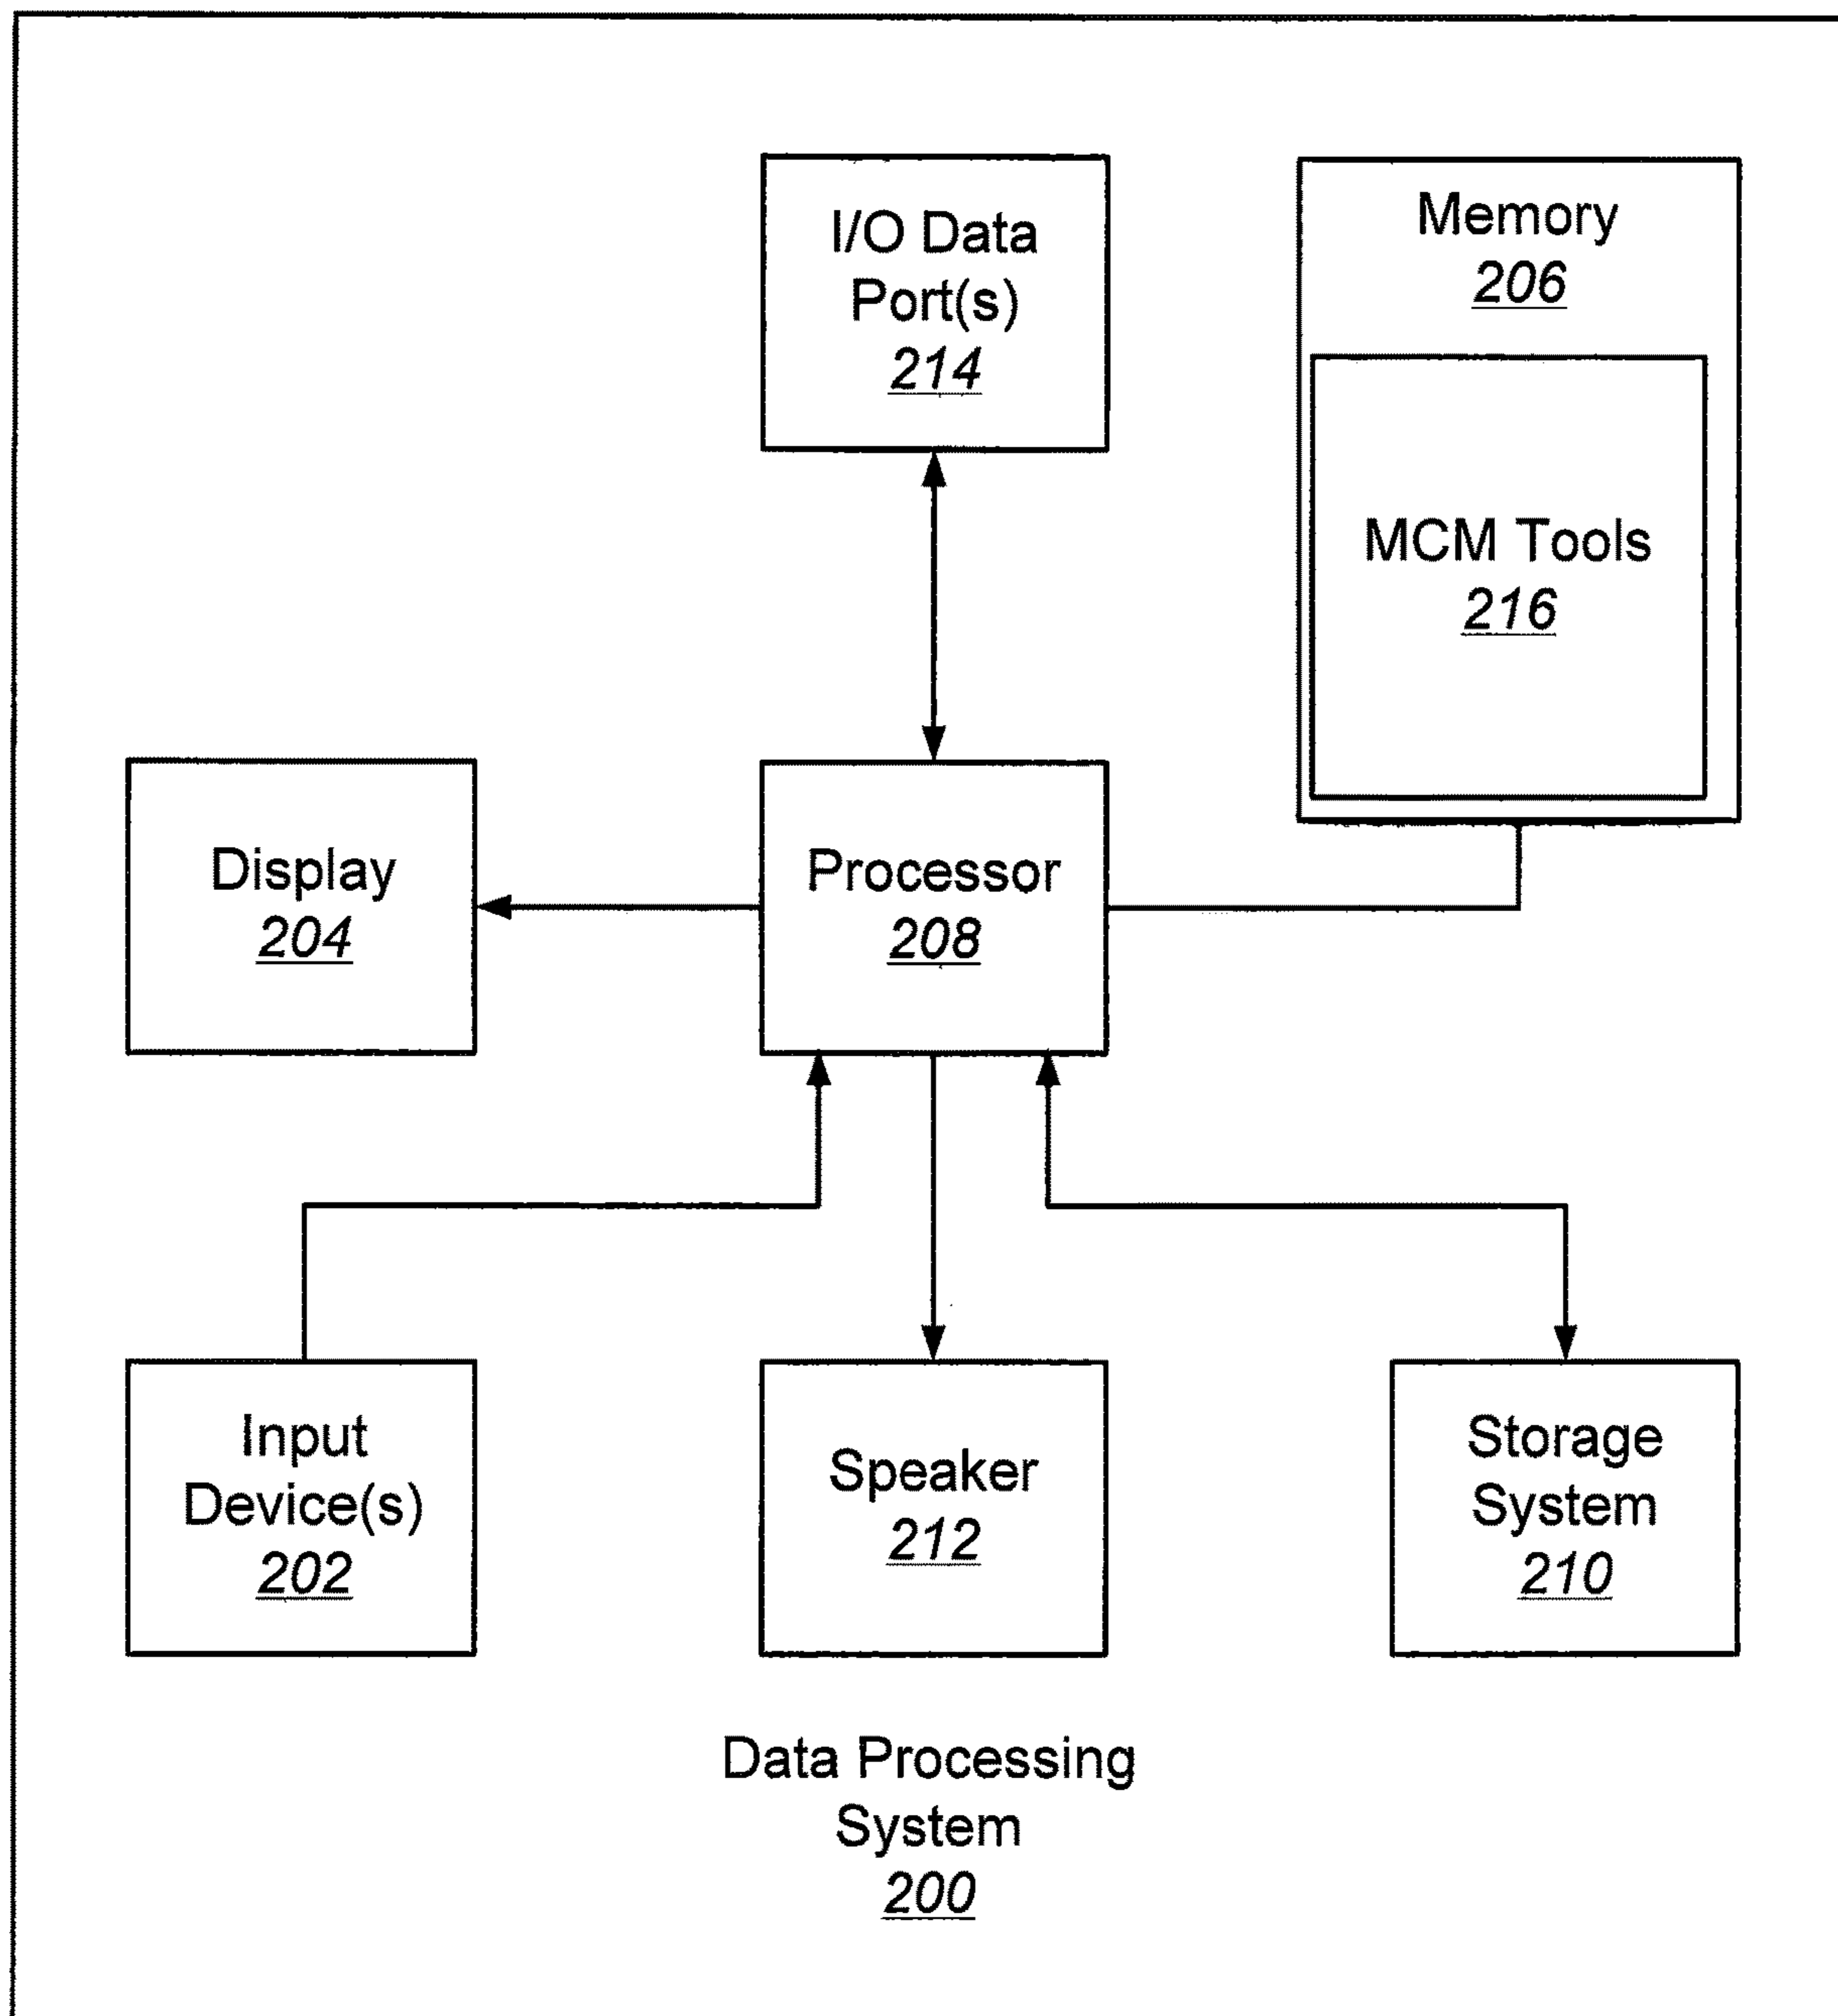 I/O Data
Port(s)
214
Memory
206
MCM Tools
216
Display
204
Processor
208
Input
Device(s)
202
Speaker
212
Storage
System
210
Data Processing
System
200